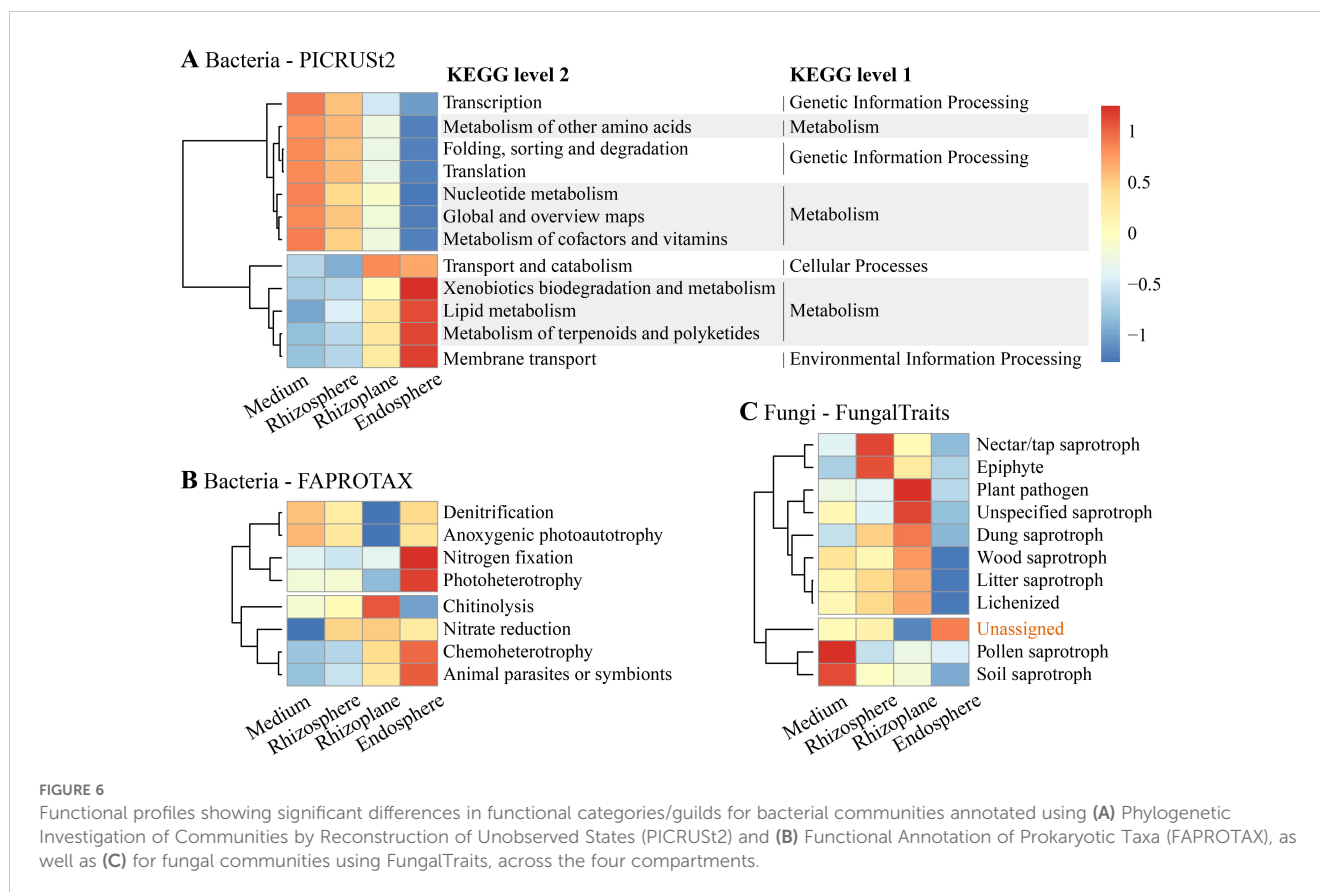 A Bacteria - PICRUSt2
KEGG level 2 KEGG level 1
Transcription Genetic Information Processing
Metabolism of other amino acids Metabolism
Folding, sorting and degradation
Genetic Information Processing
Translation
Nucleotide metabolism
Global and overview maps Metabolism
Metabolism of cofactors and vitamins
Transport and catabolism Cellular Processes
Xenobiotics biodegradation and metabolism
Lipid metabolism Metabolism
Metabolism of terpenoids and polyketides
Membrane transport Environmental Information Processing
1
0.5
0
−0.5
−1
Medium Rhizosphere Rhizoplane Endosphere
B Bacteria - FAPROTAX
Denitrification
Anoxygenic photoautotrophy
Nitrogen fixation
Photoheterotrophy
Chitinolysis
Nitrate reduction
Chemoheterotrophy
Animal parasites or symbionts
Medium Rhizosphere Rhizoplane Endosphere
C Fungi - FungalTraits
Nectar/tap saprotroph
Epiphyte
Plant pathogen
Unspecified saprotroph
Dung saprotroph
Wood saprotroph
Litter saprotroph
Lichenized
Unassigned
Pollen saprotroph
Soil saprotroph
Medium Rhizosphere Rhizoplane Endosphere
FIGURE 6
Functional profiles showing significant differences in functional categories/guilds for bacterial communities annotated using (A) Phylogenetic
Investigation of Communities by Reconstruction of Unobserved States (PICRUSt2) and (B) Functional Annotation of Prokaryotic Taxa (FAPROTAX), as
well as (C) for fungal communities using FungalTraits, across the four compartments.